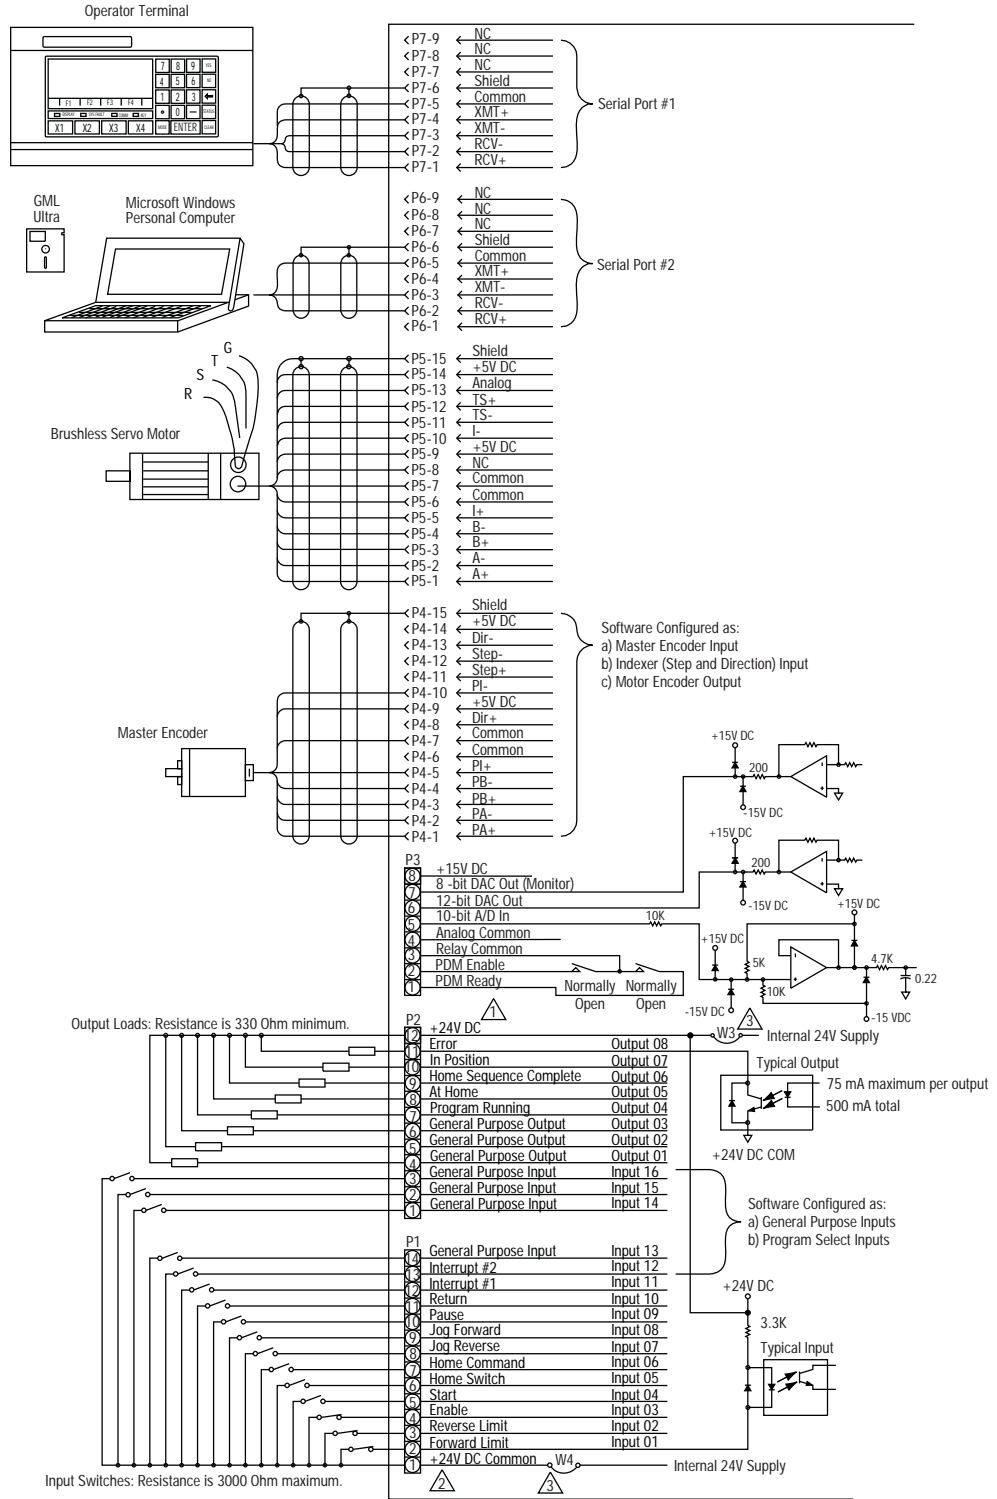 Operator Terminal
7 8 9 YES
4 5 6 NO
1 2 3
F1 F2 F3 F4
0
X1 X2 X3 X4 MODE ENTER CLEAR
P7-9 NC
P7-8 NC
P7-7 NC
P7-6 Shield
P7-5 Common
P7-4 XMT+
P7-3 XMT-
P7-2 RCV-
P7-1 RCV+
Serial Port #1
GML
Ultra
Microsoft Windows
Personal Computer
P6-9 NC
P6-8 NC
P6-7 NC
P6-6 Shield
P6-5 Common
P6-4 XMT+
P6-3 XMT-
P6-2 RCV-
P6-1 RCV+
Serial Port #2
G
T
S
R
Brushless Servo Motor
P5-15 Shield
P5-14 +5V DC
P5-13 Analog
P5-12 TS+
P5-11 TS-
P5-10 I-
P5-9 +5V DC
P5-8 NC
P5-7 Common
P5-6 Common
P5-5 I+
P5-4 B-
P5-3 B+
P5-2 A-
P5-1 A+
Master Encoder
P4-15 Shield
P4-14 +5V DC
P4-13 Dir-
P4-12 Step-
P4-11 Step+
P4-10 PI-
P4-9 +5V DC
P4-8 Dir+
P4-7 Common
P4-6 Common
P4-5 PI+
P4-4 PB-
P4-3 PB+
P4-2 PA-
P4-1 PA+
Software Configured as:
a) Master Encoder Input
b) Indexer (Step and Direction) Input
c) Motor Encoder Output
+15V DC
200
-15V DC
+15V DC
200
-15V DC
P3
8 +15V DC
7 8 -bit DAC Out (Monitor)
6 12-bit DAC Out
5 10-bit A/D In
4 Analog Common
3 Relay Common
2 PDM Enable
1 PDM Ready
Normally Open
Normally Open
1
10K
+15V DC
+15V DC
5K
10K
4.7K
0.22
-15V DC
-15 VDC
Output Loads: Resistance is 330 Ohm minimum.
P2
12 +24V DC
W3
3
Internal 24V Supply
11 Error Output 08
10 In Position Output 07
9 Home Sequence Complete Output 06
8 At Home Output 05
7 Program Running Output 04
6 General Purpose Output Output 03
5 General Purpose Output Output 02
4 General Purpose Output Output 01
3 General Purpose Input Input 16
2 General Purpose Input Input 15
1 General Purpose Input Input 14
Typical Output
75 mA maximum per output
500 mA total
+24V DC COM
Software Configured as:
a) General Purpose Inputs
b) Program Select Inputs
P1
14 General Purpose Input Input 13
13 Interrupt #2 Input 12
12 Interrupt #1 Input 11
11 Return Input 10
10 Pause Input 09
9 Jog Forward Input 08
8 Jog Reverse Input 07
7 Home Command Input 06
6 Home Switch Input 05
5 Start Input 04
4 Enable Input 03
3 Reverse Limit Input 02
2 Forward Limit Input 01
1 +24V DC Common
W4
2
3
Internal 24V Supply
+24V DC
3.3K
Typical Input
Input Switches: Resistance is 3000 Ohm maximum.